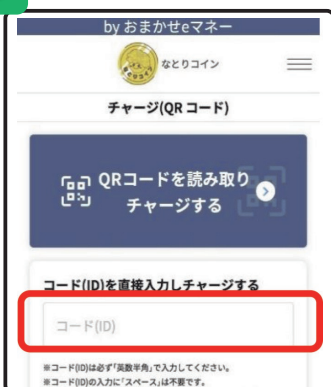 by おまかせeマネー
なとりコイン
チャージ(QR コード)
QRコードを読み取り
チャージする
コード(ID)を直接入力しチャージする
コード(ID)
※コード(ID)は必ず「英数半角」で入力してください。
※コード(ID)の入力に「スペース」は不要です。